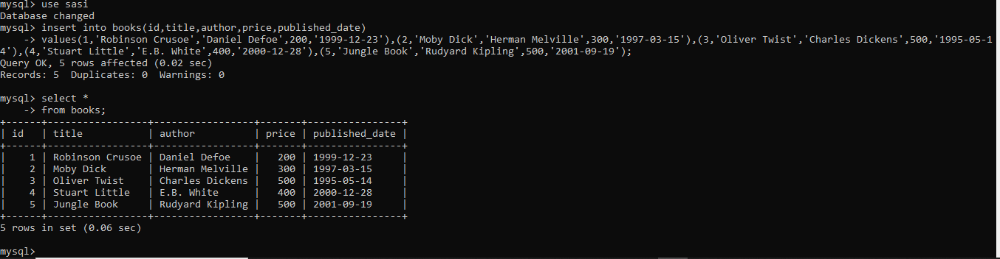 mysql> use sasi
Database changed
mysql> insert into books(id,title,author,price,published_date)
    -> values(1,'Robinson Crusoe','Daniel Defoe',200,'1999-12-23'),(2,'Moby Dick','Herman Melville',300,'1997-03-15'),(3,'Oliver Twist','Charles Dickens',500,'1995-05-1
4'),(4,'Stuart Little','E.B. White',400,'2000-12-28'),(5,'Jungle Book','Rudyard Kipling',500,'2001-09-19');
Query OK, 5 rows affected (0.02 sec)
Records: 5  Duplicates: 0  Warnings: 0

mysql> select *
    -> from books;
+------+-----------------+-----------------+-------+----------------+
| id   | title           | author          | price | published_date |
+------+-----------------+-----------------+-------+----------------+
|    1 | Robinson Crusoe | Daniel Defoe    |   200 | 1999-12-23     |
|    2 | Moby Dick       | Herman Melville |   300 | 1997-03-15     |
|    3 | Oliver Twist    | Charles Dickens |   500 | 1995-05-14     |
|    4 | Stuart Little   | E.B. White      |   400 | 2000-12-28     |
|    5 | Jungle Book     | Rudyard Kipling |   500 | 2001-09-19     |
+------+-----------------+-----------------+-------+----------------+
5 rows in set (0.06 sec)

mysql>